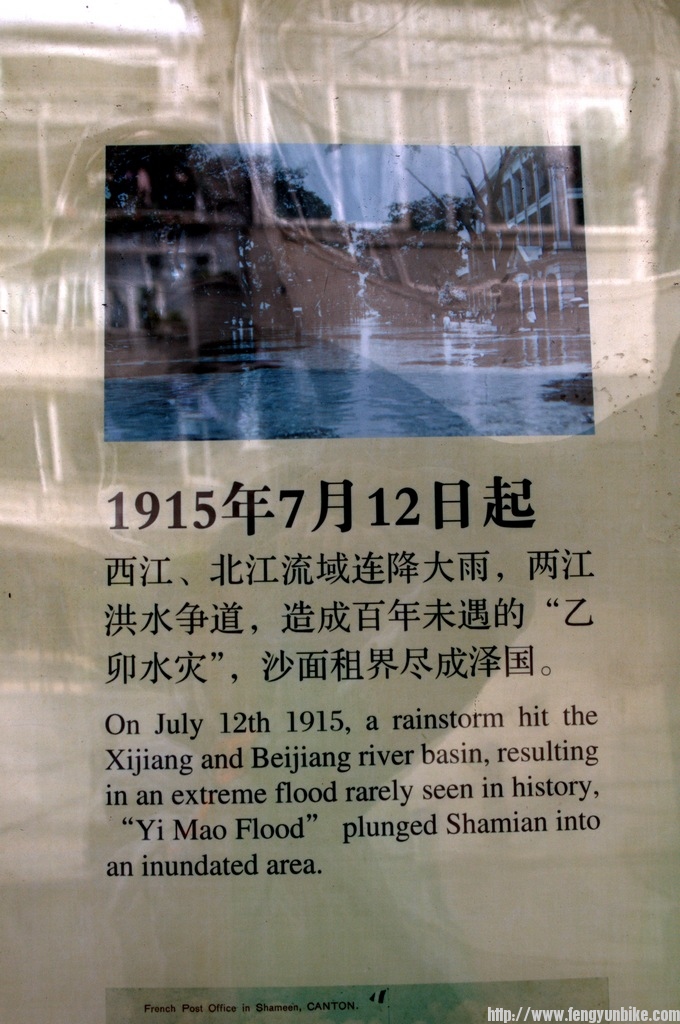 1915年7月12日起
西江、北江流域连降大雨，两江
洪水争道，造成百年未遇的“乙
卯水灾”，沙面租界尽成泽国。
On July 12th 1915, a rainstorm hit the
Xijiang and Beijiang river basin, resulting
in an extreme flood rarely seen in history,
“Yi Mao Flood” plunged Shamian into
an inundated area.
French Post Office in Shameen, CANTON.
http://www.fengyunbike.com